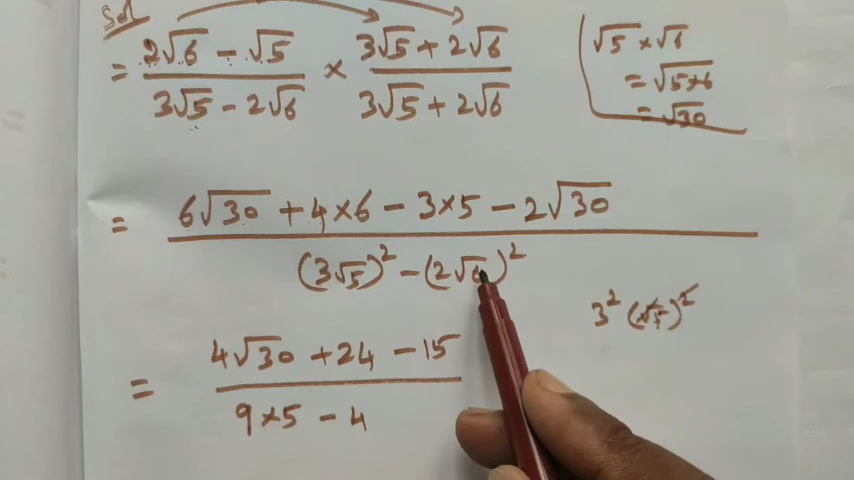 Sol
= 2√6 - √5 / 3√5 - 2√6 × 3√5 + 2√6 / 3√5 + 2√6
√5 × √6
= √5×6
= √30
= 6√30 + 4×6 - 3×5 - 2√30 / (3√5)² - (2√6)²
3² (√5)²
= 4√30 + 24 - 15 / 9×5 - 4